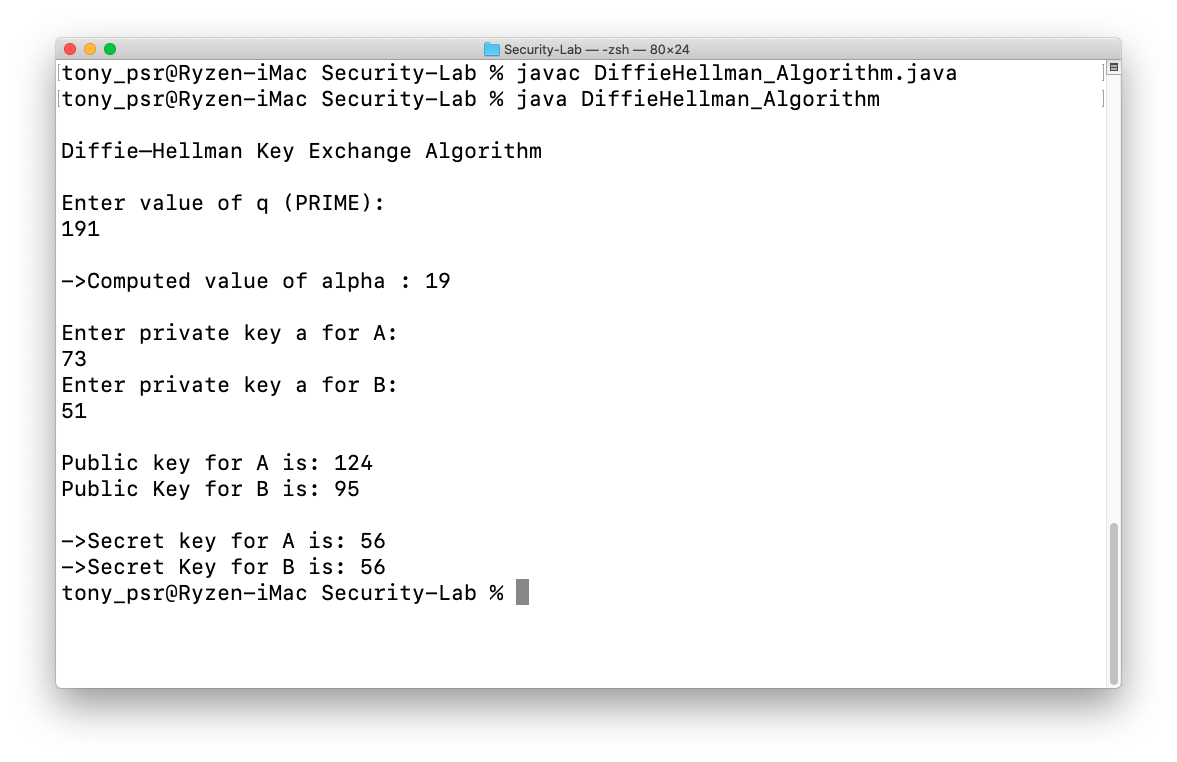 Security-Lab — -zsh — 80×24
tony_psr@Ryzen-iMac Security-Lab % javac DiffieHellman_Algorithm.java
tony_psr@Ryzen-iMac Security-Lab % java DiffieHellman_Algorithm
Diffie–Hellman Key Exchange Algorithm
Enter value of q (PRIME):
191
->Computed value of alpha : 19
Enter private key a for A:
73
Enter private key a for B:
51
Public key for A is: 124
Public Key for B is: 95
->Secret key for A is: 56
->Secret Key for B is: 56
tony_psr@Ryzen-iMac Security-Lab %